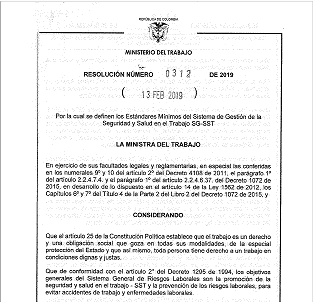 REPÚBLICA DE COLOMBIA
MINISTERIO DEL TRABAJO
RESOLUCIÓN NÚMERO 0312 DE 2019
( 13 FEB 2019 )
Por la cual se definen los Estándares Mínimos del Sistema de Gestión de la
Seguridad y Salud en el Trabajo SG-SST
LA MINISTRA DEL TRABAJO
En ejercicio de sus facultades legales y reglamentarias, en especial las conferidas
en los numerales 9º y 10 del artículo 2º del Decreto 4108 de 2011, el parágrafo 1º
del artículo 2.2.4.7.4. y el parágrafo 1º del artículo 2.2.4.6.37. del Decreto 1072 de
2015, en desarrollo de lo dispuesto en el artículo 14 de la Ley 1562 de 2012, los
Capítulos 6º y 7º del Título 4 de la Parte 2 del Libro 2 del Decreto 1072 de 2015, y
CONSIDERANDO
Que el artículo 25 de la Constitución Política establece que el trabajo es un derecho
y una obligación social que goza en todas sus modalidades, de la especial
protección del Estado y que así mismo, toda persona tiene derecho a un trabajo en
condiciones dignas y justas.
Que de conformidad con el artículo 2° del Decreto 1295 de 1994, los objetivos
generales del Sistema General de Riesgos Laborales son la promoción de la
seguridad y salud en el trabajo - SST y la prevención de los riesgos laborales, para
evitar accidentes de trabajo y enfermedades laborales.